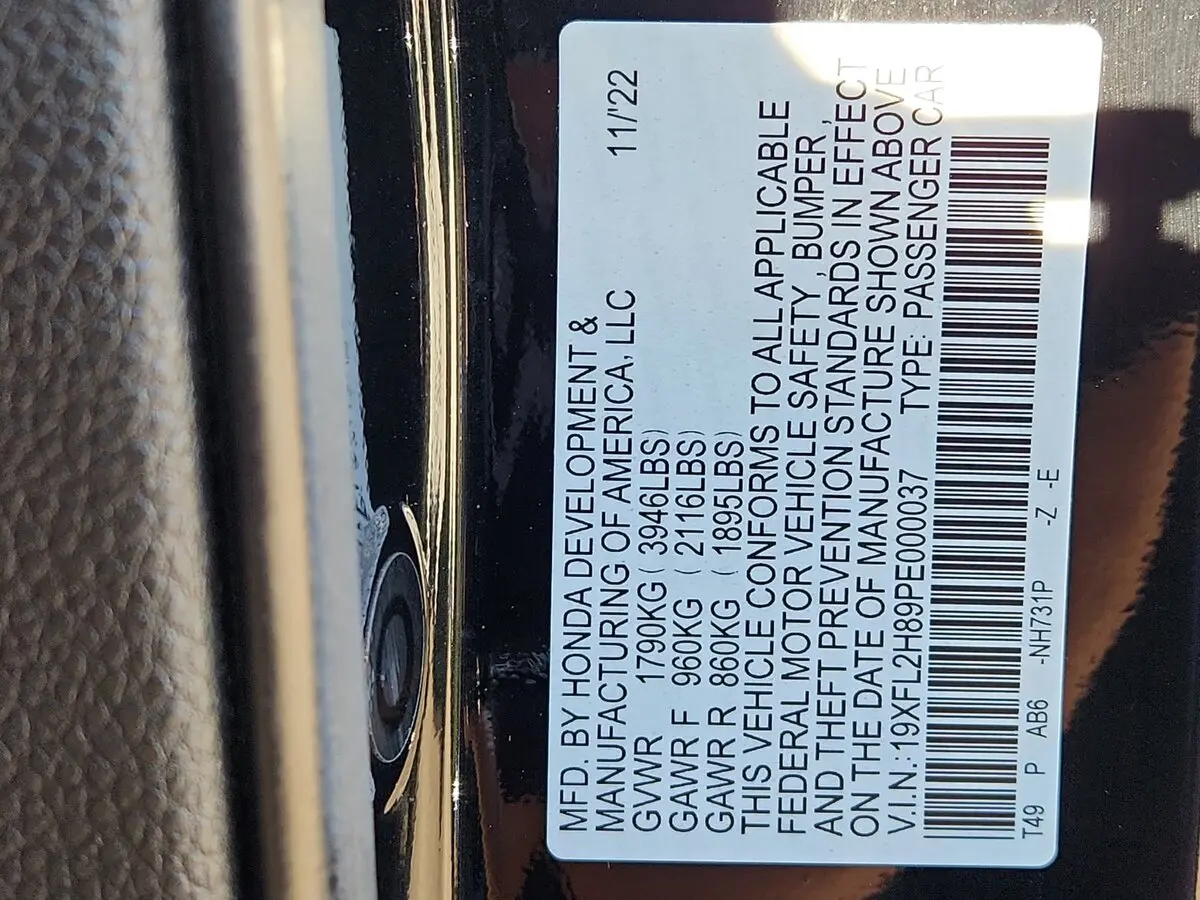 MFD. BY HONDA DEVELOPMENT &
MANUFACTURING OF AMERICA, LLC 11/'22
GVWR 1790KG ( 3946LBS)
GAWR F 960KG ( 2116LBS)
GAWR R 860KG ( 1895LBS)
THIS VEHICLE CONFORMS TO ALL APPLICABLE
FEDERAL MOTOR VEHICLE SAFETY, BUMPER,
AND THEFT PREVENTION STANDARDS IN EFFECT
ON THE DATE OF MANUFACTURE SHOWN ABOVE
V.I.N.:19XFL2H89PE000037 TYPE: PASSENGER CAR
T49 P AB6 -NH731P -Z -E